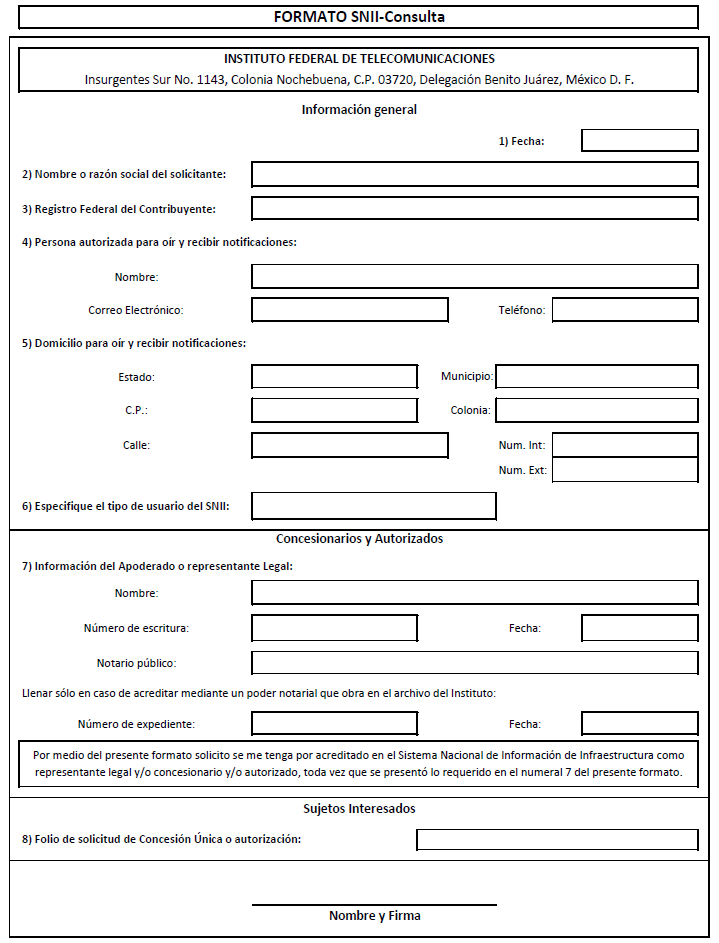 FORMATO SNII-Consulta
INSTITUTO FEDERAL DE TELECOMUNICACIONES
Insurgentes Sur No. 1143, Colonia Nochebuena, C.P. 03720, Delegación Benito Juárez, México D. F.
Información general
1) Fecha:
2) Nombre o razón social del solicitante:
3) Registro Federal del Contribuyente:
4) Persona autorizada para oír y recibir notificaciones:
Nombre:
Correo Electrónico: Teléfono:
5) Domicilio para oír y recibir notificaciones:
Estado: Municipio:
C.P.: Colonia:
Calle: Num. Int:
Num. Ext:
6) Especifique el tipo de usuario del SNII:
Concesionarios y Autorizados
7) Información del Apoderado o representante Legal:
Nombre:
Número de escritura: Fecha:
Notario público:
Llenar sólo en caso de acreditar mediante un poder notarial que obra en el archivo del Instituto:
Número de expediente: Fecha:
Por medio del presente formato solicito se me tenga por acreditado en el Sistema Nacional de Información de Infraestructura como
representante legal y/o concesionario y/o autorizado, toda vez que se presentó lo requerido en el numeral 7 del presente formato.
Sujetos Interesados
8) Folio de solicitud de Concesión Única o autorización:
Nombre y Firma